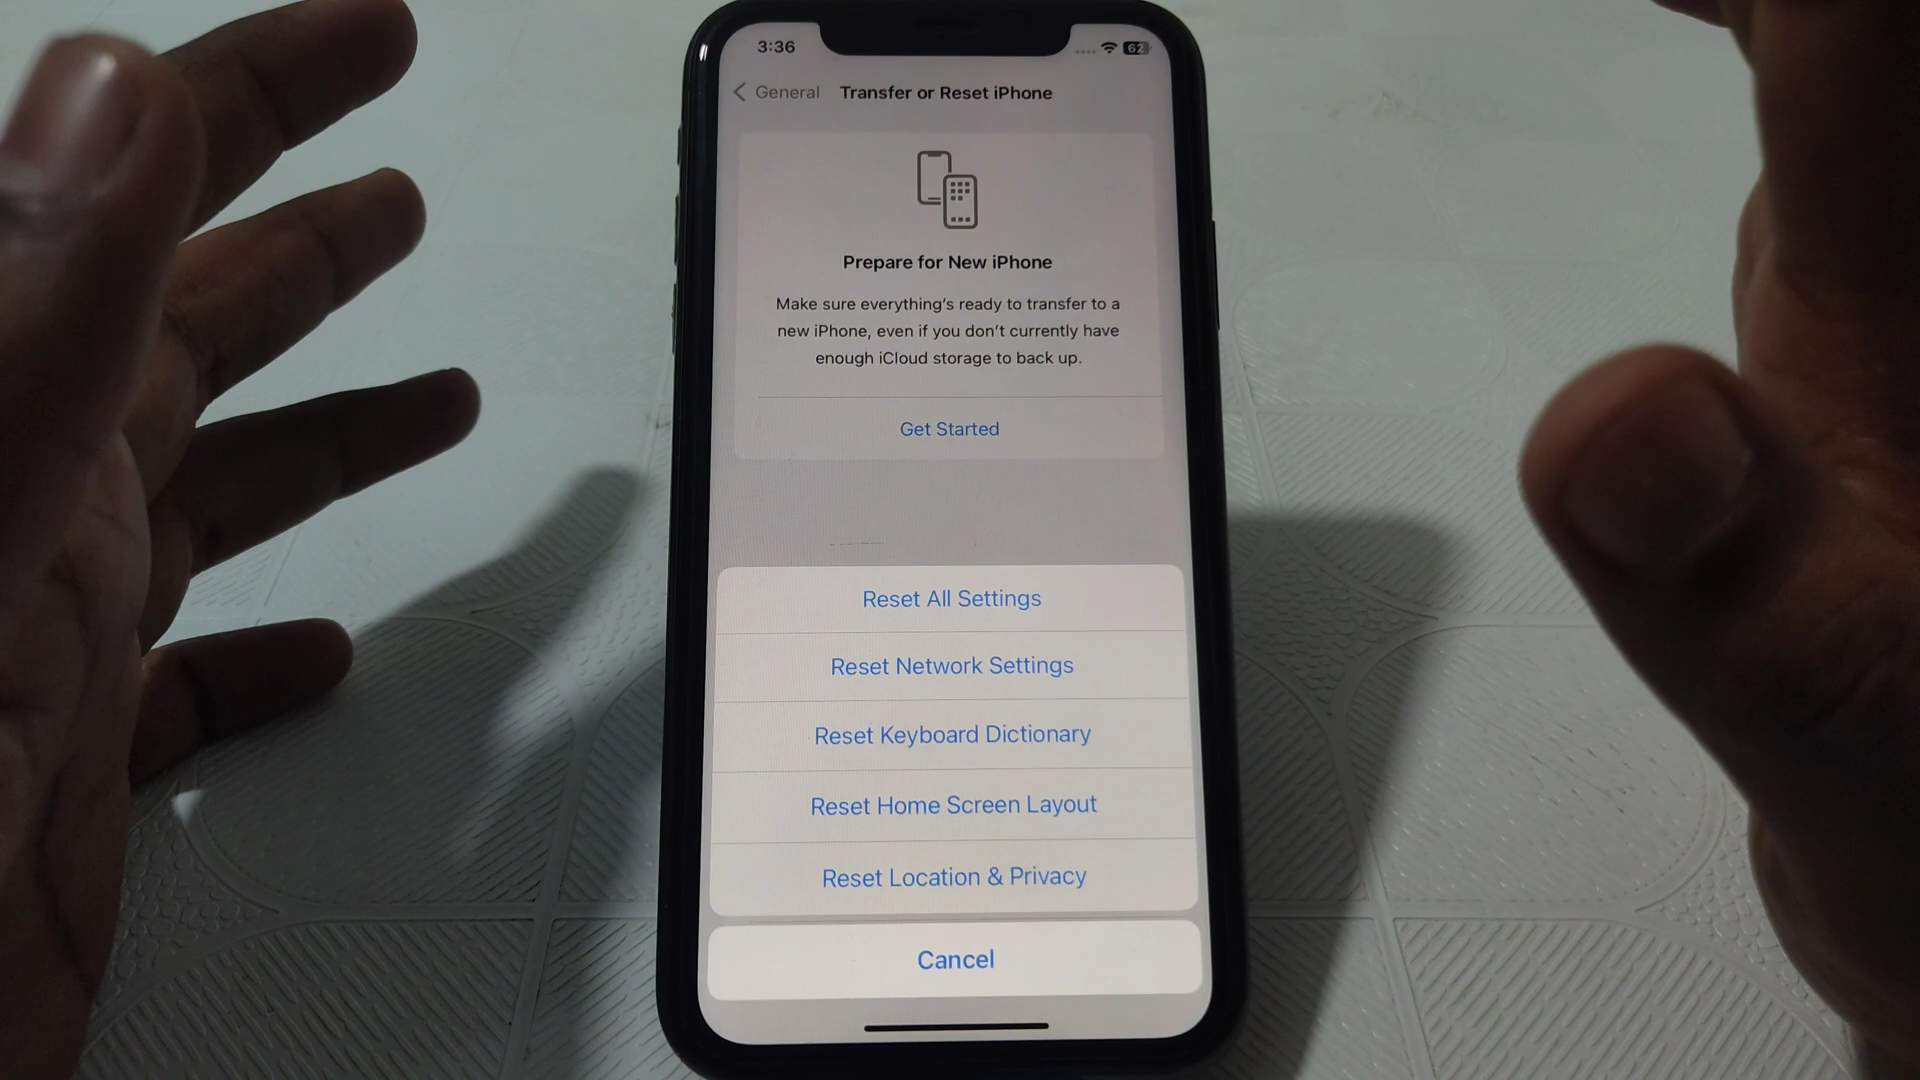 3:36
62
General
Transfer or Reset iPhone
Prepare for New iPhone
Make sure everything's ready to transfer to a
new iPhone, even if you don't currently have
enough iCloud storage to back up.
Get Started
Reset All Settings
Reset Network Settings
Reset Keyboard Dictionary
Reset Home Screen Layout
Reset Location & Privacy
Cancel